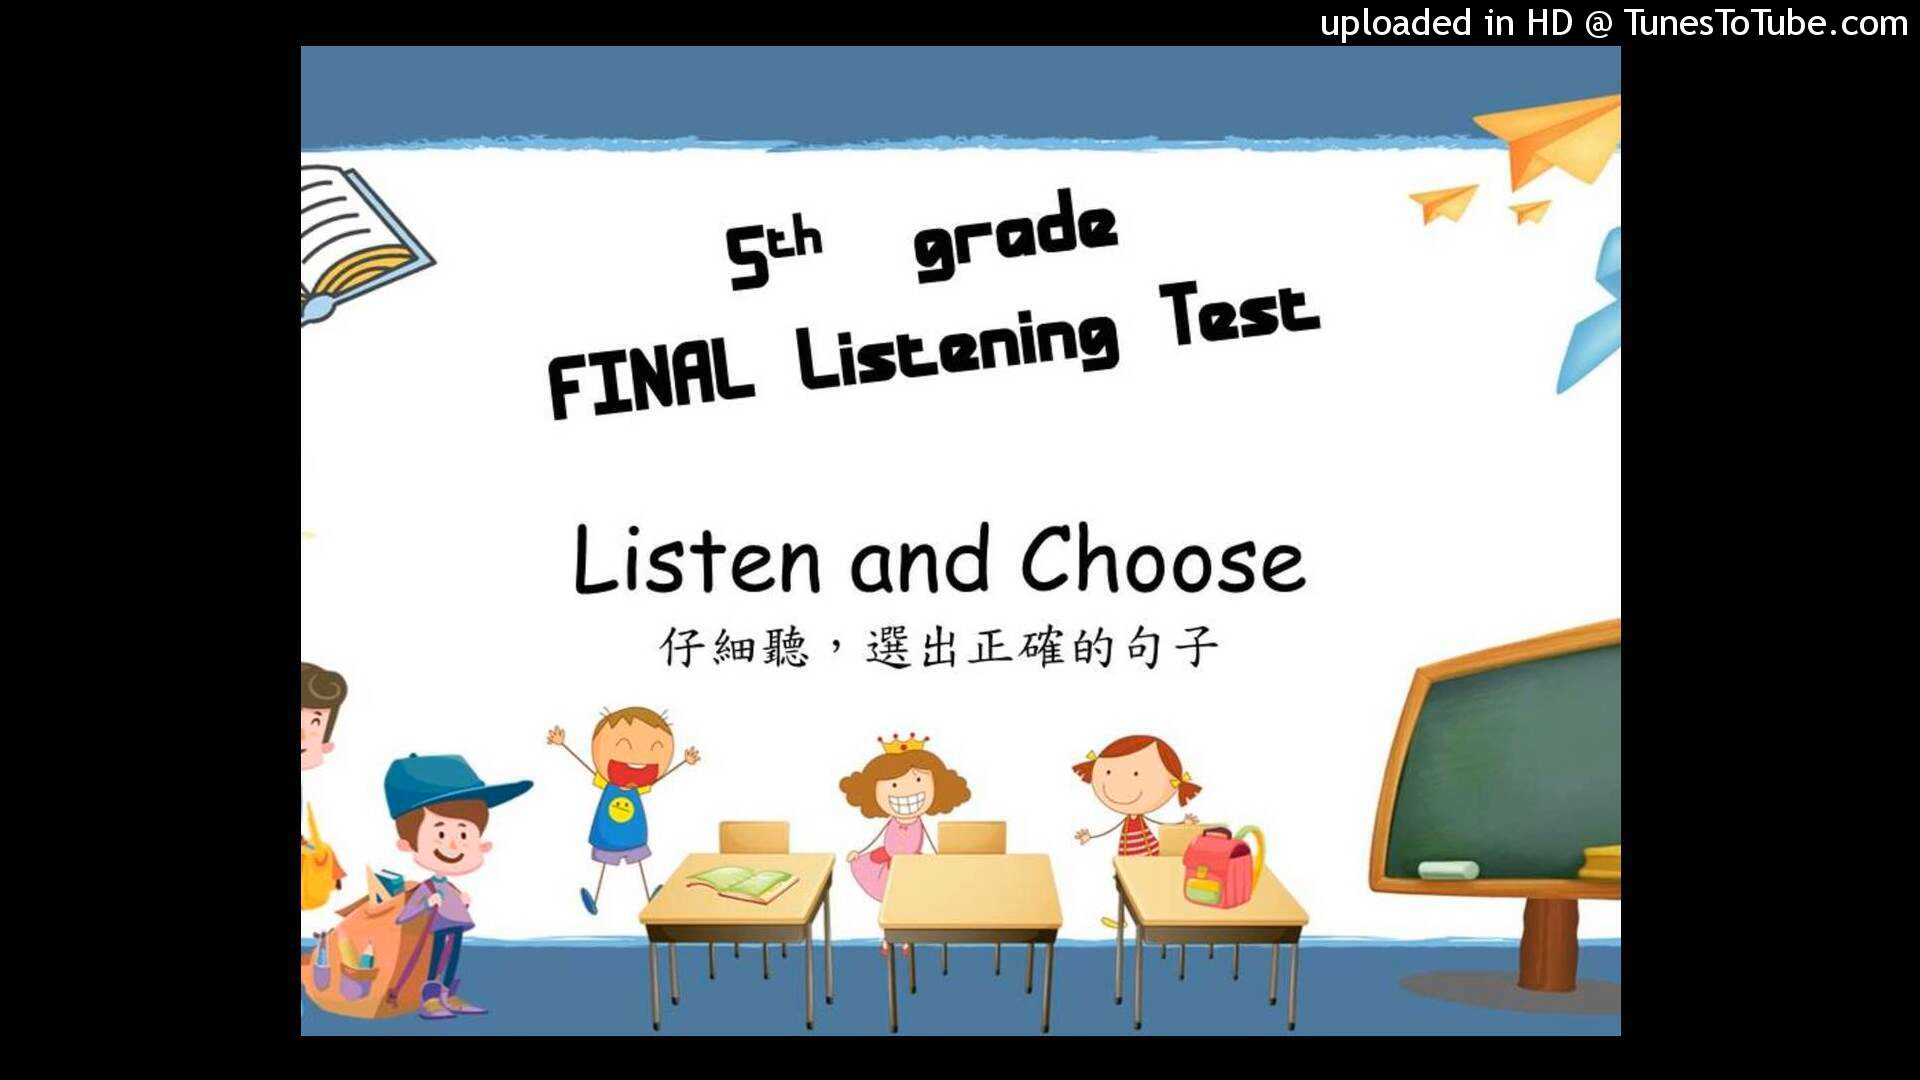 uploaded in HD @ TunesToTube.com
5th grade
FINAL Listening Test
Listen and Choose
仔細聽，選出正確的句子